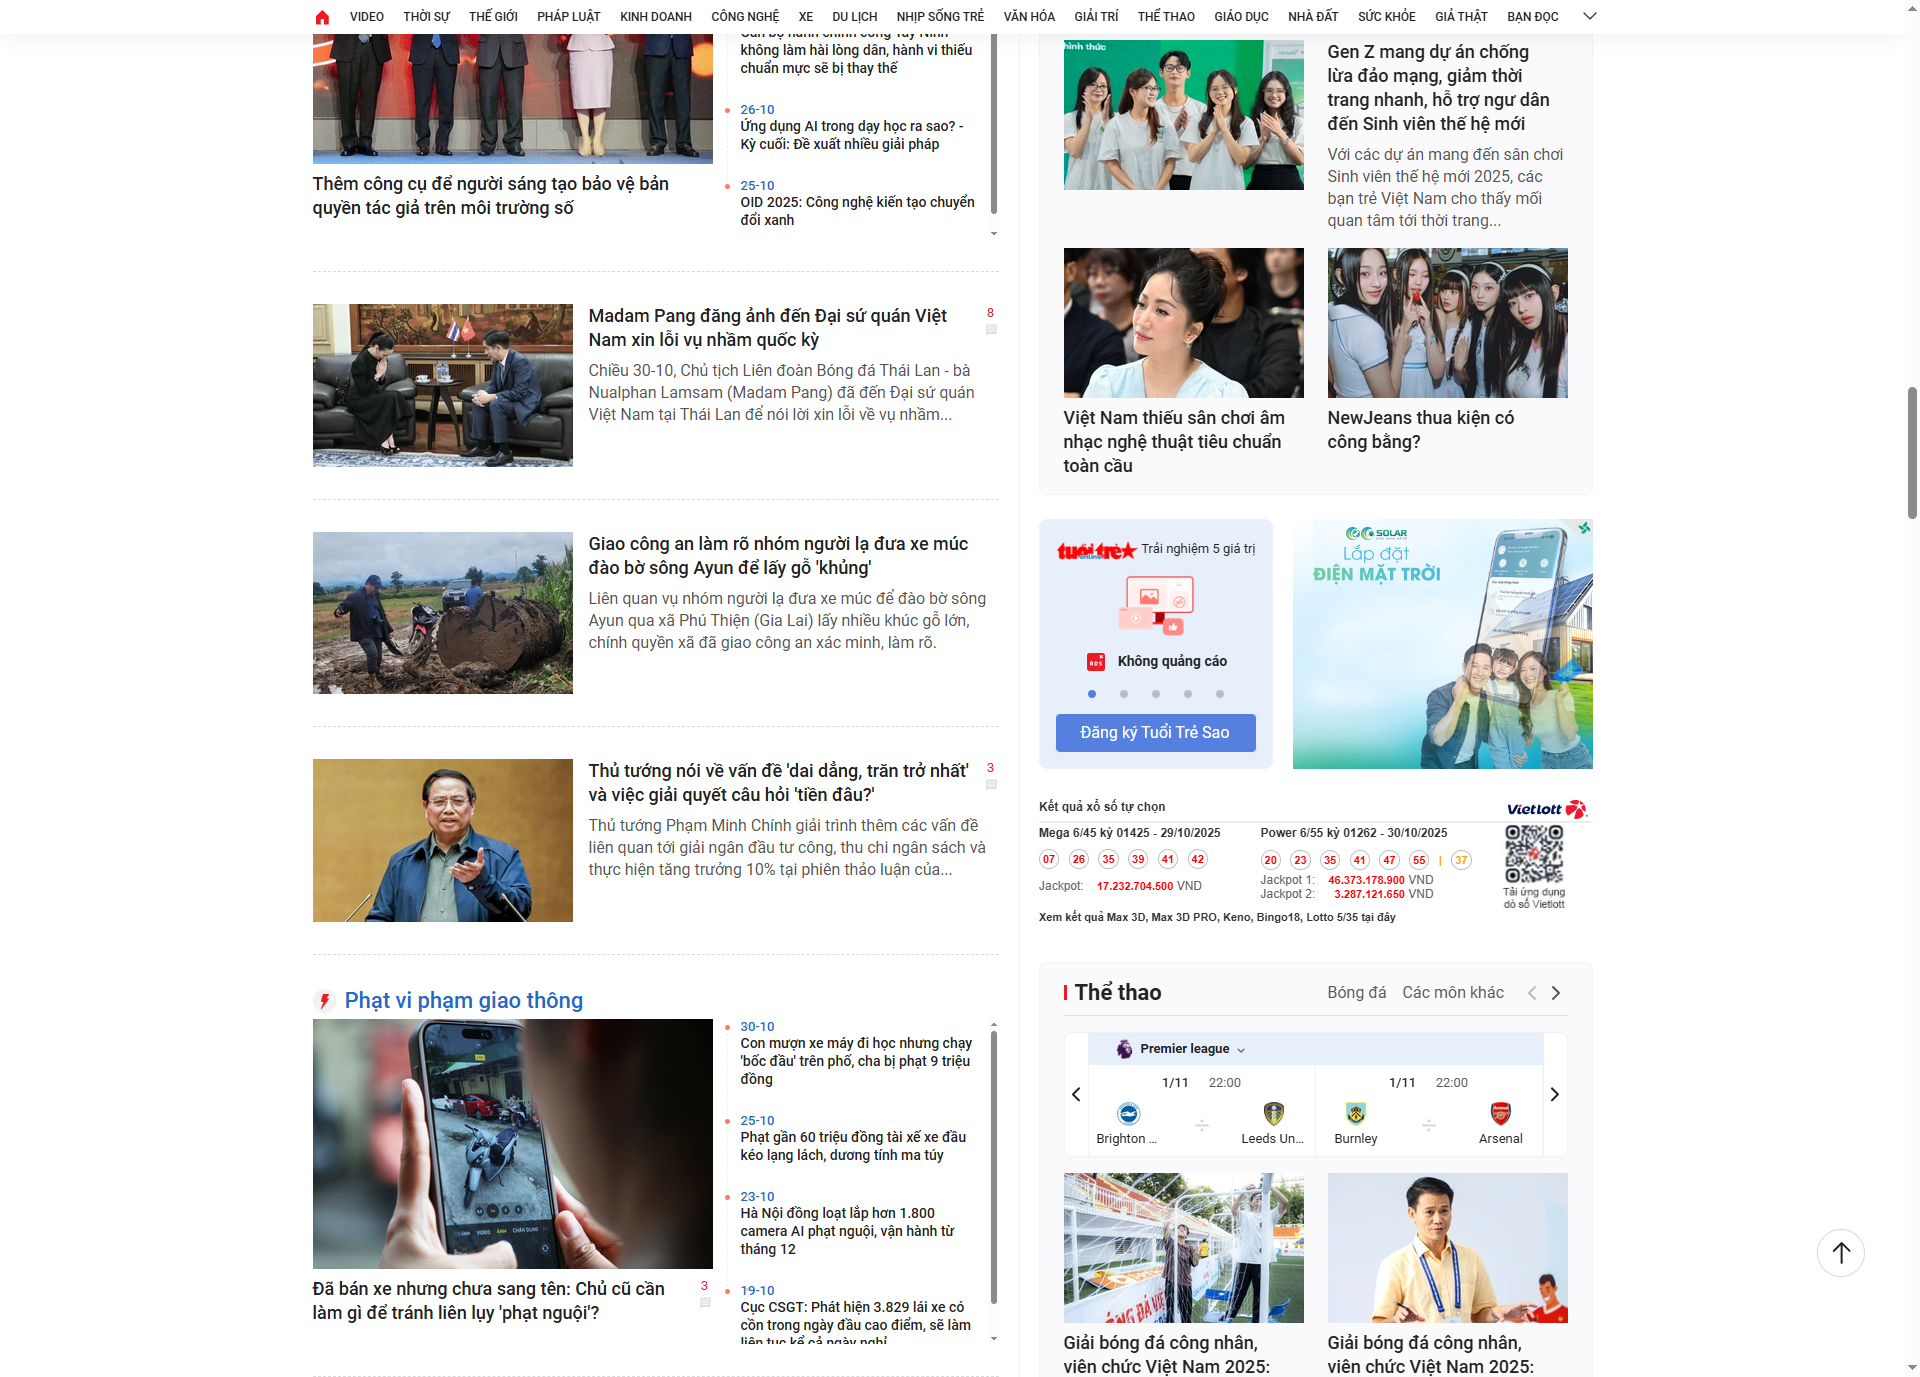 VIDEO THỜI SỰ THẾ GIỚI PHÁP LUẬT KINH DOANH CÔNG NGHỆ XE DU LỊCH NHỊP SỐNG TRẺ VĂN HÓA GIẢI TRÍ THỂ THAO GIÁO DỤC NHÀ ĐẤT SỨC KHỎE GIẢ THẬT BẠN ĐỌC
Cán bộ hành chính công Tây Ninh
không làm hài lòng dân, hành vi thiếu
chuẩn mực sẽ bị thay thế
26-10
Ứng dụng AI trong dạy học ra sao? -
Kỳ cuối: Đề xuất nhiều giải pháp
25-10
OID 2025: Công nghệ kiến tạo chuyển
đổi xanh
Thêm công cụ để người sáng tạo bảo vệ bản
quyền tác giả trên môi trường số
Madam Pang đăng ảnh đến Đại sứ quán Việt
Nam xin lỗi vụ nhầm quốc kỳ
8
Chiều 30-10, Chủ tịch Liên đoàn Bóng đá Thái Lan - bà
Nualphan Lamsam (Madam Pang) đã đến Đại sứ quán
Việt Nam tại Thái Lan để nói lời xin lỗi về vụ nhầm...
Giao công an làm rõ nhóm người lạ đưa xe múc
đào bờ sông Ayun để lấy gỗ 'khủng'
Liên quan vụ nhóm người lạ đưa xe múc để đào bờ sông
Ayun qua xã Phú Thiện (Gia Lai) lấy nhiều khúc gỗ lớn,
chính quyền xã đã giao công an xác minh, làm rõ.
Thủ tướng nói về vấn đề 'dai dẳng, trăn trở nhất'
và việc giải quyết câu hỏi 'tiền đâu?'
3
Thủ tướng Phạm Minh Chính giải trình thêm các vấn đề
liên quan tới giải ngân đầu tư công, thu chi ngân sách và
thực hiện tăng trưởng 10% tại phiên thảo luận của...
Phạt vi phạm giao thông
Đã bán xe nhưng chưa sang tên: Chủ cũ cần
làm gì để tránh liên lụy 'phạt nguội'?
3
30-10
Con mượn xe máy đi học nhưng chạy
'bốc đầu' trên phố, cha bị phạt 9 triệu
đồng
25-10
Phạt gần 60 triệu đồng tài xế xe đầu
kéo lạng lách, dương tính ma túy
23-10
Hà Nội đồng loạt lắp hơn 1.800
camera AI phạt nguội, vận hành từ
tháng 12
19-10
Cục CSGT: Phát hiện 3.829 lái xe có
cồn trong ngày đầu cao điểm, sẽ làm
liên tục kể cả ngày nghỉ
hình thức
Gen Z mang dự án chống
lừa đảo mạng, giảm thời
trang nhanh, hỗ trợ ngư dân
đến Sinh viên thế hệ mới
Với các dự án mang đến sân chơi
Sinh viên thế hệ mới 2025, các
bạn trẻ Việt Nam cho thấy mối
quan tâm tới thời trang...
Việt Nam thiếu sân chơi âm
nhạc nghệ thuật tiêu chuẩn
toàn cầu
NewJeans thua kiện có
công bằng?
tuổi trẻ ONLINE Trải nghiệm 5 giá trị
ADS Không quảng cáo
Đăng ký Tuổi Trẻ Sao
SOLAR
Lắp đặt
ĐIỆN MẶT TRỜI
Kết quả xổ số tự chọn
Vietlott
Mega 6/45 kỳ 01425 - 29/10/2025
07 26 35 39 41 42
Jackpot: 17.232.704.500 VND
Power 6/55 kỳ 01262 - 30/10/2025
20 23 35 41 47 55 | 37
Jackpot 1: 46.373.178.900 VND
Jackpot 2: 3.287.121.650 VND
Tải ứng dụng
dò số Vietlott
Xem kết quả Max 3D, Max 3D PRO, Keno, Bingo18, Lotto 5/35 tại đây
Thể thao
Bóng đá Các môn khác
Premier league
1/11 22:00
Brighton ...
Leeds Un...
1/11 22:00
Burnley
Arsenal
Giải bóng đá công nhân,
viên chức Việt Nam 2025:
Giải bóng đá công nhân,
viên chức Việt Nam 2025: